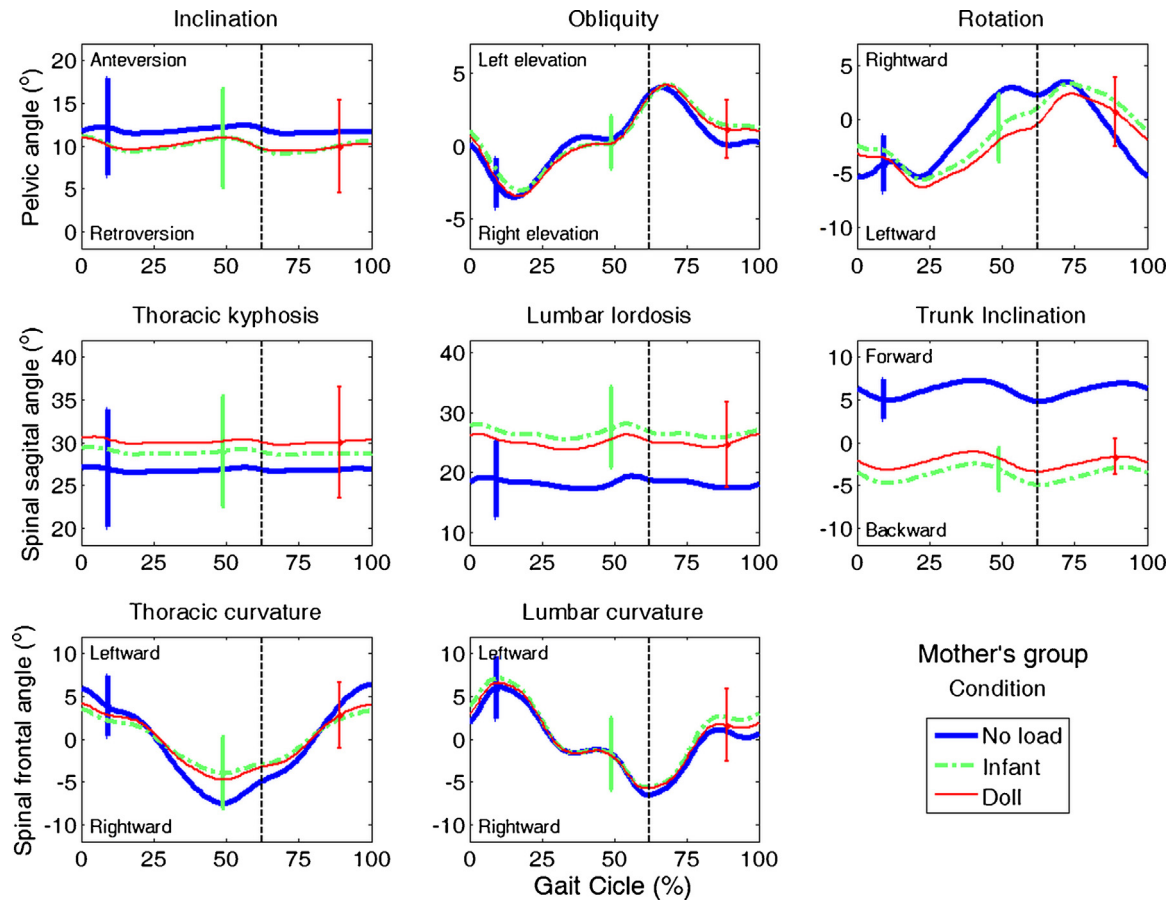 Inclination
Obliquity
Rotation
Pelvic angle (º)
20
15
10
5
0
Anteversion
Retroversion
0 25 50 75 100
5
0
-5
Left elevation
Right elevation
0 25 50 75 100
5
0
-5
-10
Rightward
Leftward
0 25 50 75 100
Thoracic kyphosis
Lumbar lordosis
Trunk Inclination
Spinal sagital angle (º)
40
35
30
25
20
0 25 50 75 100
40
30
20
10
0 25 50 75 100
10
5
0
-5
-10
Forward
Backward
0 25 50 75 100
Thoracic curvature
Lumbar curvature
Spinal frontal angle (º)
10
5
0
-5
-10
Leftward
Rightward
0 25 50 75 100
10
5
0
-5
-10
Leftward
Rightward
0 25 50 75 100
Gait Cicle (%)
Mother's group
Condition
No load
Infant
Doll